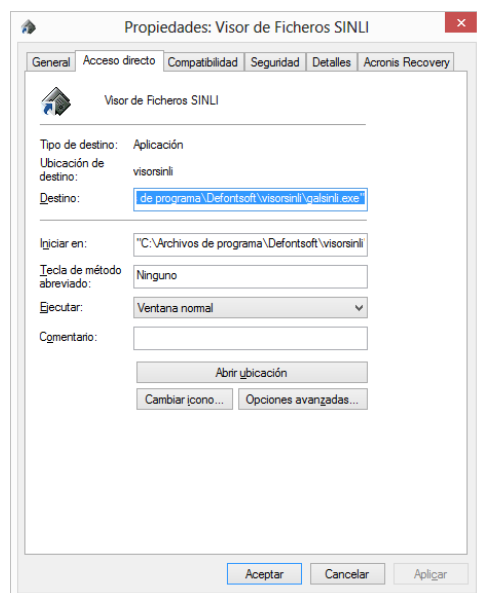 Propiedades: Visor de Ficheros SINLI
General Acceso directo Compatibilidad Seguridad Detalles Acronis Recovery
Visor de Ficheros SINLI
Tipo de destino: Aplicación
Ubicación de
destino: visorsinli
Destino: de programa\Defontsoft\visorsinli\galsinli.exe"
Iniciar en: "C:\Archivos de programa\Defontsoft\visorsinli
Tecla de método
abreviado: Ninguno
Ejecutar: Ventana normal
Comentario:
Abrir ubicación
Cambiar icono... Opciones avanzadas...
Aceptar Cancelar Aplicar